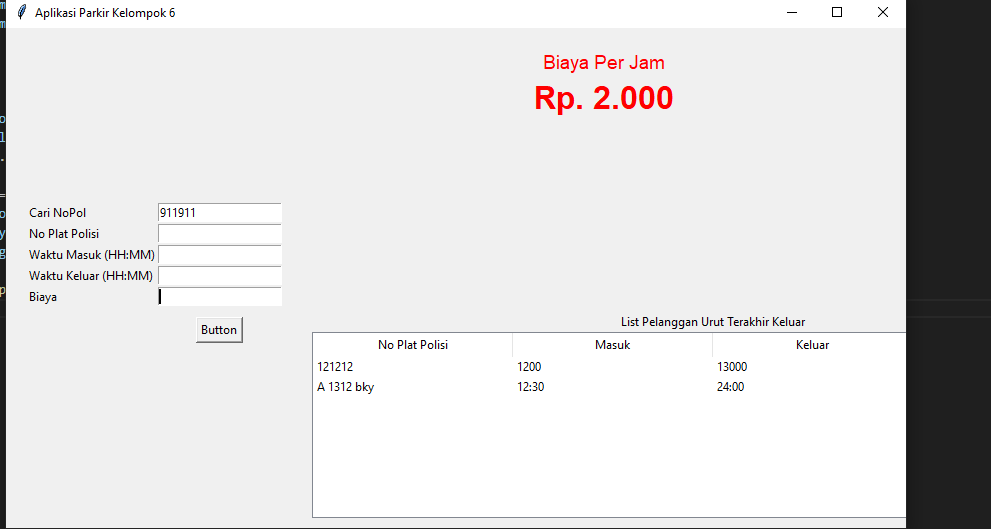 Aplikasi Parkir Kelompok 6
Biaya Per Jam
Rp. 2.000
Cari NoPol 911911
No Plat Polisi
Waktu Masuk (HH:MM)
Waktu Keluar (HH:MM)
Biaya
Button
List Pelanggan Urut Terakhir Keluar
No Plat Polisi Masuk Keluar
121212 1200 13000
A 1312 bky 12:30 24:00